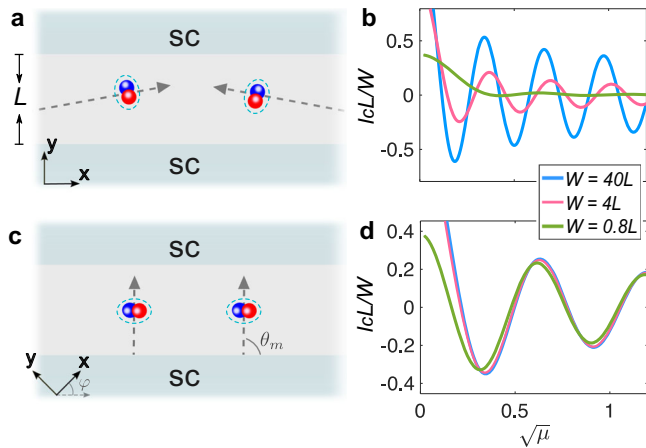 a
SC
L
SC
y
x
b
IcL/W
0.5
0
-0.5
W = 40L
W = 4L
W = 0.8L
c
SC
θm
SC
y
x
φ
d
IcL/W
0.4
0.2
0
-0.2
-0.4
0
0.5
1
√μ